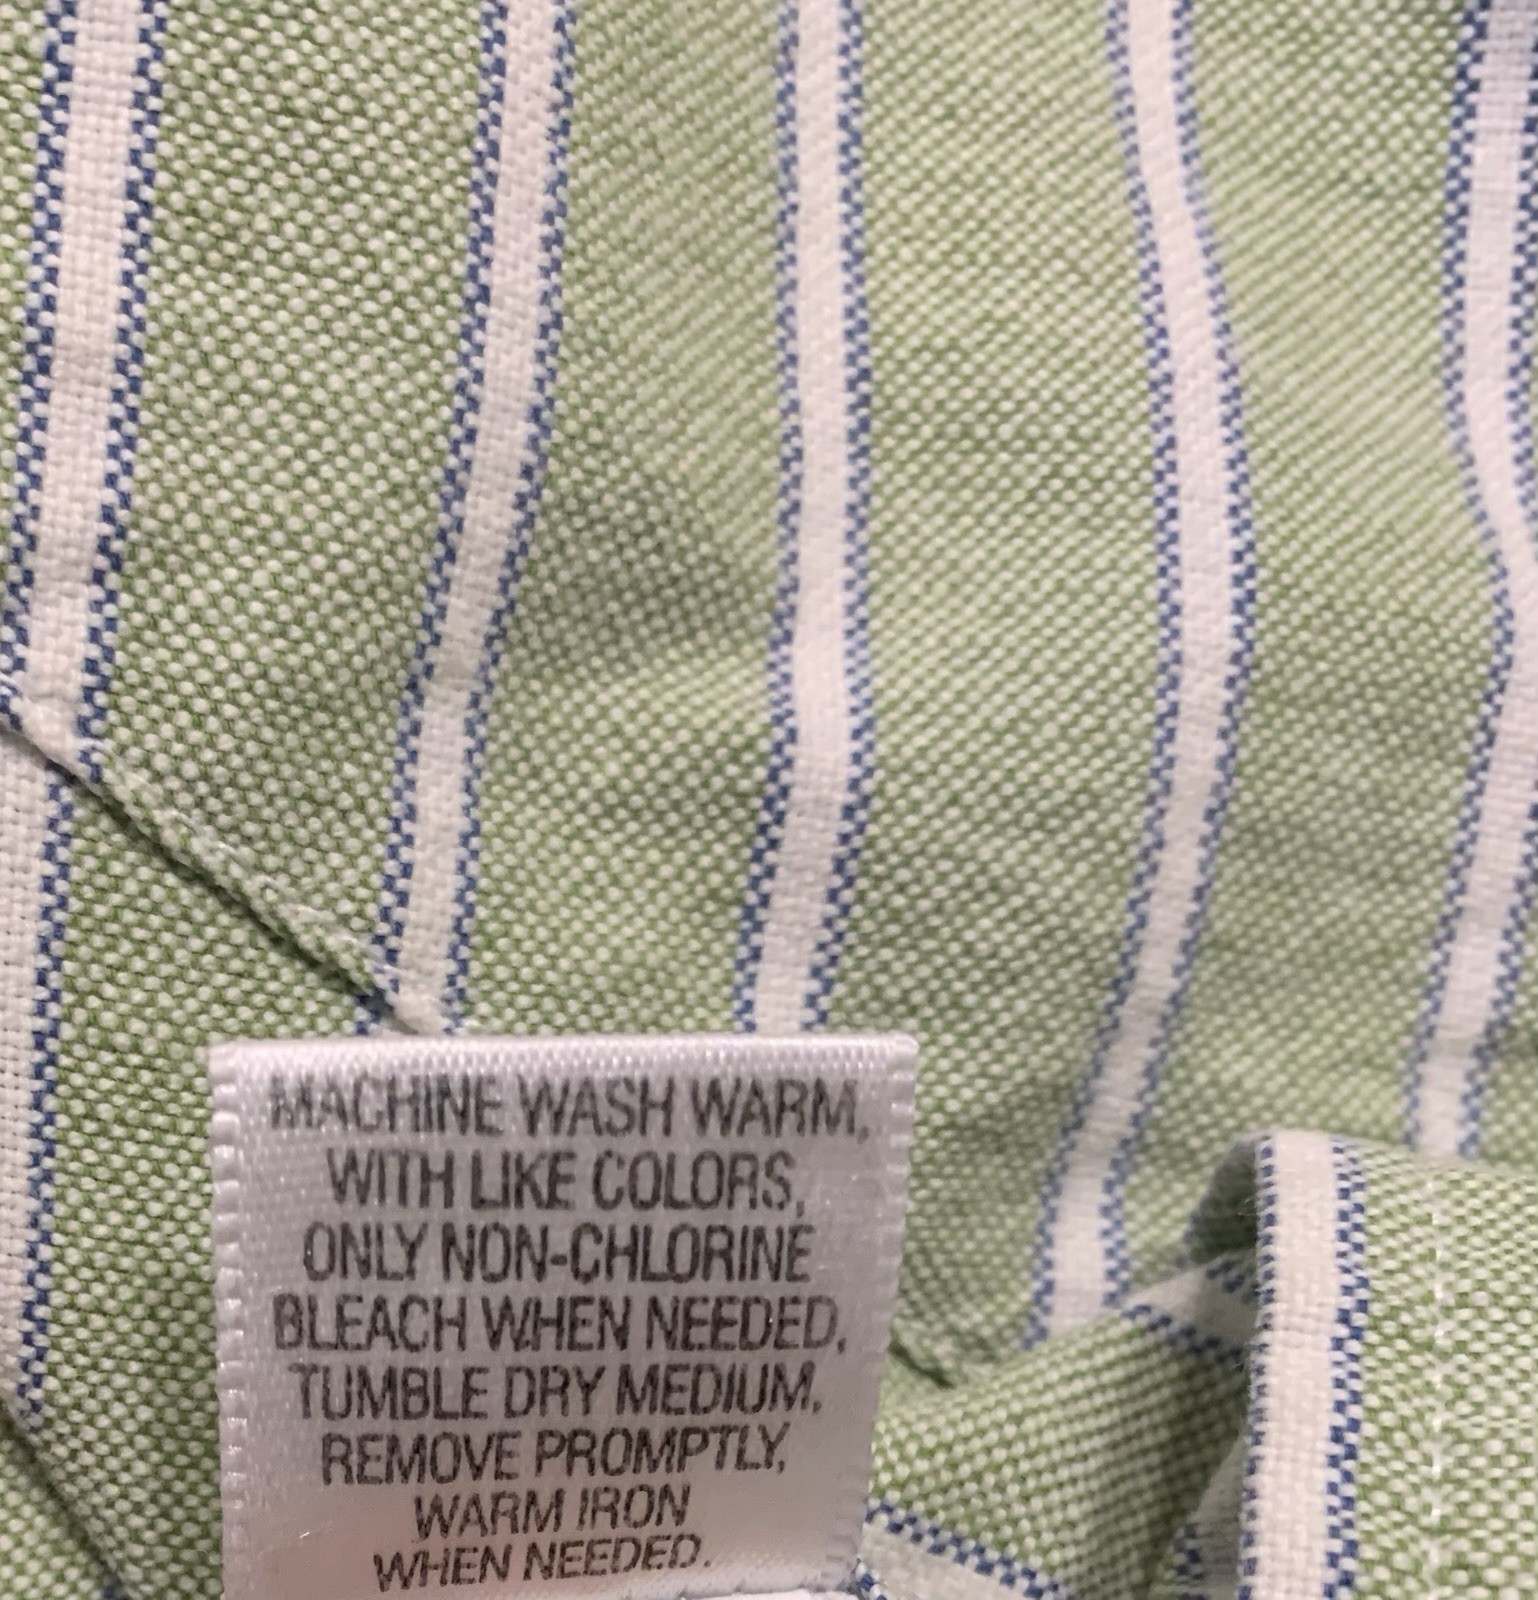 MACHINE WASH WARM,
WITH LIKE COLORS,
ONLY NON-CHLORINE
BLEACH WHEN NEEDED,
TUMBLE DRY MEDIUM,
REMOVE PROMPTLY,
WARM IRON
WHEN NEEDED.